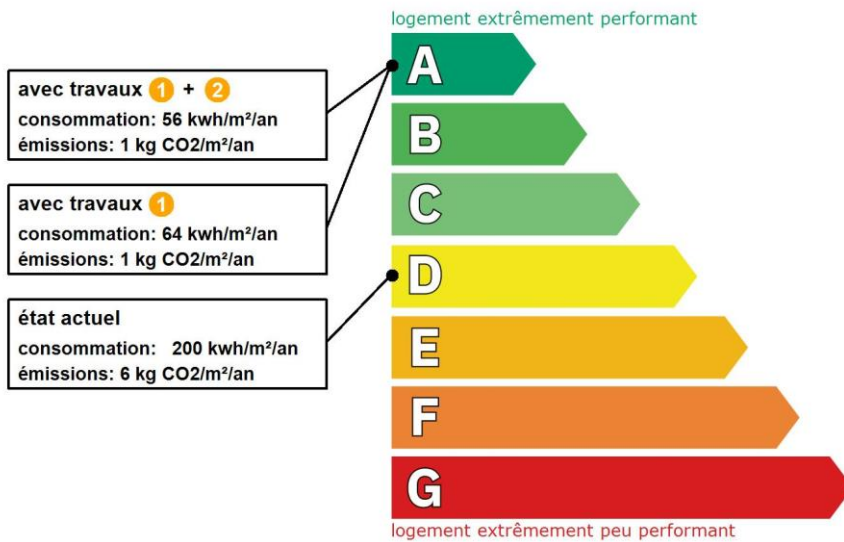 logement extrêmement performant
avec travaux 1 + 2
consommation: 56 kwh/m²/an
émissions: 1 kg CO2/m²/an
avec travaux 1
consommation: 64 kwh/m²/an
émissions: 1 kg CO2/m²/an
état actuel
consommation: 200 kwh/m²/an
émissions: 6 kg CO2/m²/an
A
B
C
D
E
F
G
logement extrêmement peu performant